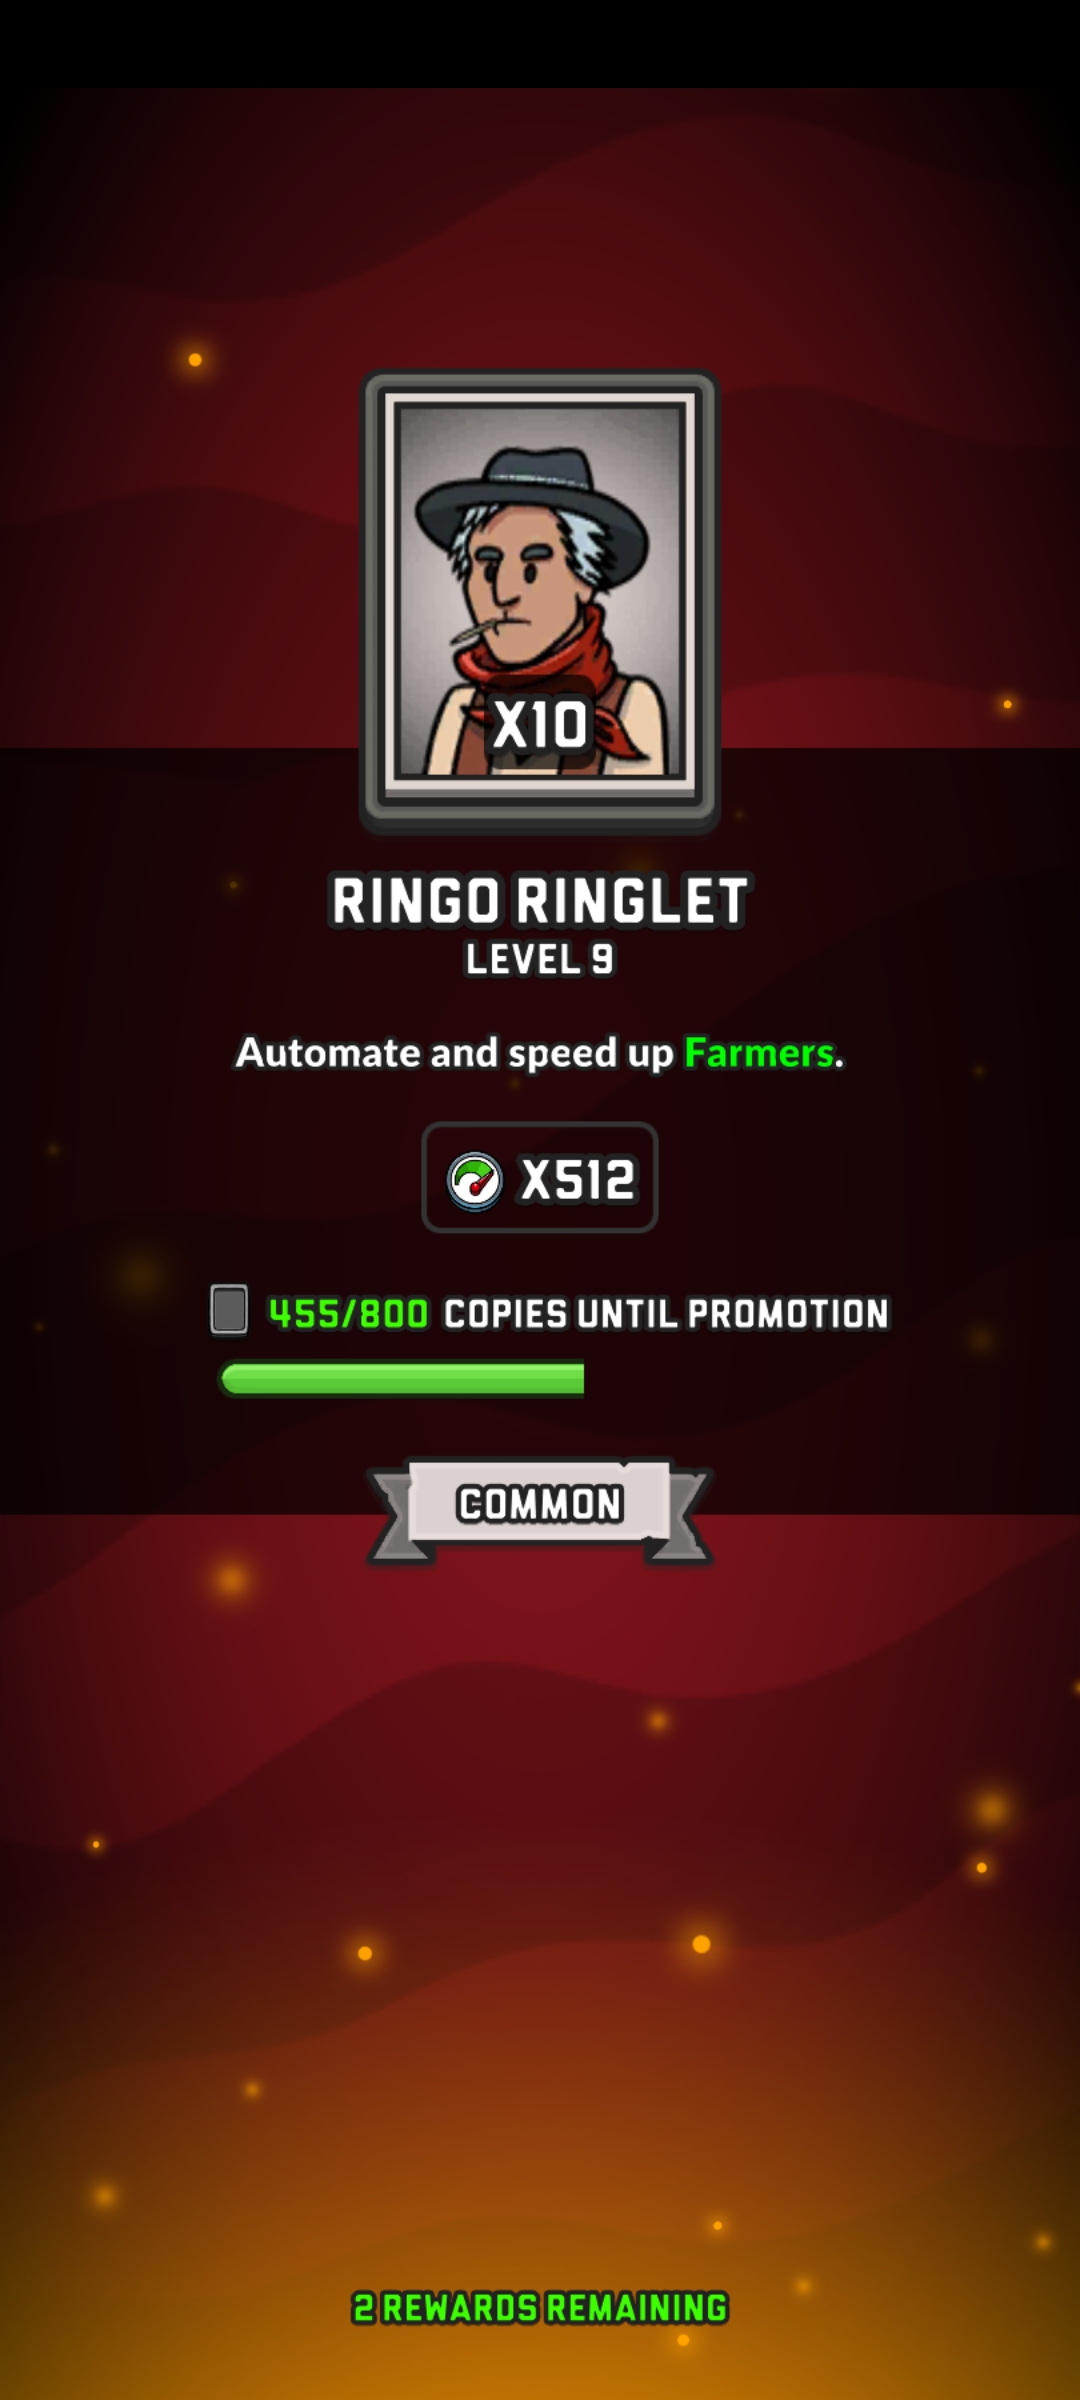 X10
RINGO RINGLET
LEVEL 9
Automate and speed up Farmers.
X512
455/800 COPIES UNTIL PROMOTION
COMMON
2 REWARDS REMAINING